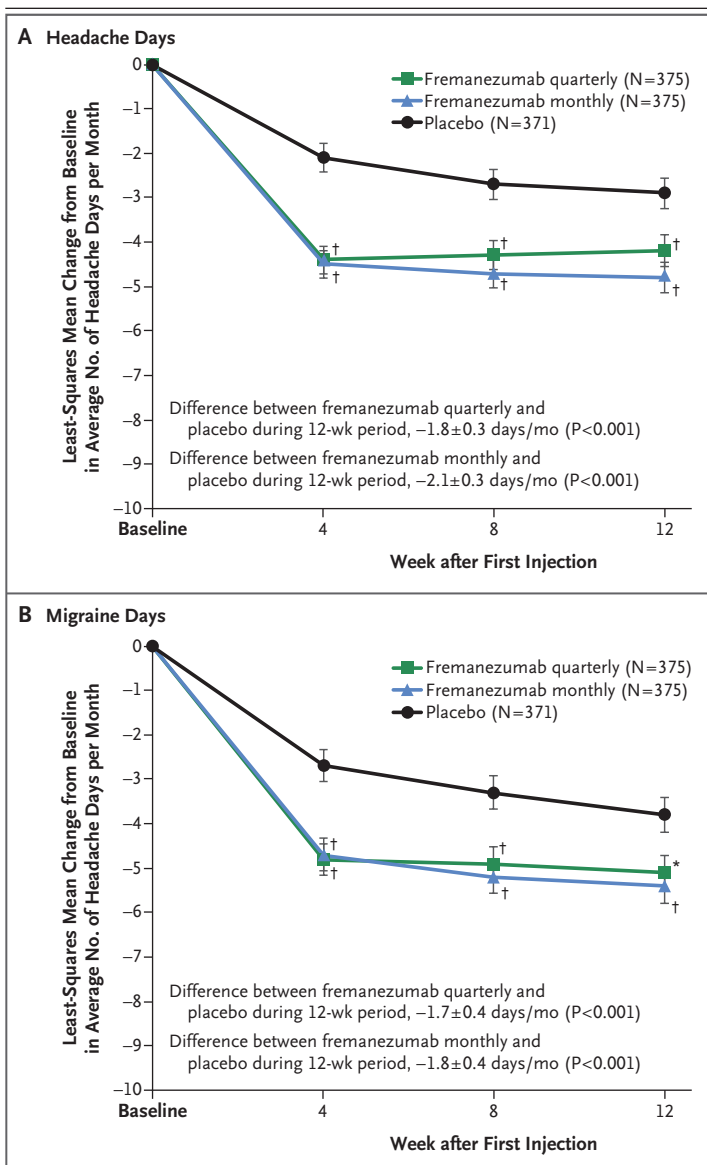 A Headache Days
0
−1
−2
−3
−4
−5
−6
−7
−8
−9
−10
Least-Squares Mean Change from Baseline
in Average No. of Headache Days per Month
Fremanezumab quarterly (N=375)
Fremanezumab monthly (N=375)
Placebo (N=371)
†
†
†
†
†
†
Difference between fremanezumab quarterly and
placebo during 12-wk period, −1.8±0.3 days/mo (P<0.001)
Difference between fremanezumab monthly and
placebo during 12-wk period, −2.1±0.3 days/mo (P<0.001)
Baseline 4 8 12
Week after First Injection
B Migraine Days
0
−1
−2
−3
−4
−5
−6
−7
−8
−9
−10
Least-Squares Mean Change from Baseline
in Average No. of Headache Days per Month
Fremanezumab quarterly (N=375)
Fremanezumab monthly (N=375)
Placebo (N=371)
†
†
†
†
*
†
Difference between fremanezumab quarterly and
placebo during 12-wk period, −1.7±0.4 days/mo (P<0.001)
Difference between fremanezumab monthly and
placebo during 12-wk period, −1.8±0.4 days/mo (P<0.001)
Baseline 4 8 12
Week after First Injection